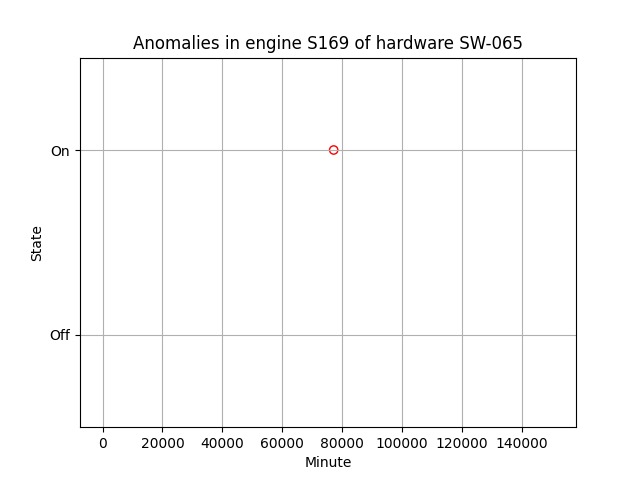 Anomalies in engine S169 of hardware SW-065
On
State
Off
0 20000 40000 60000 80000 100000 120000 140000
Minute